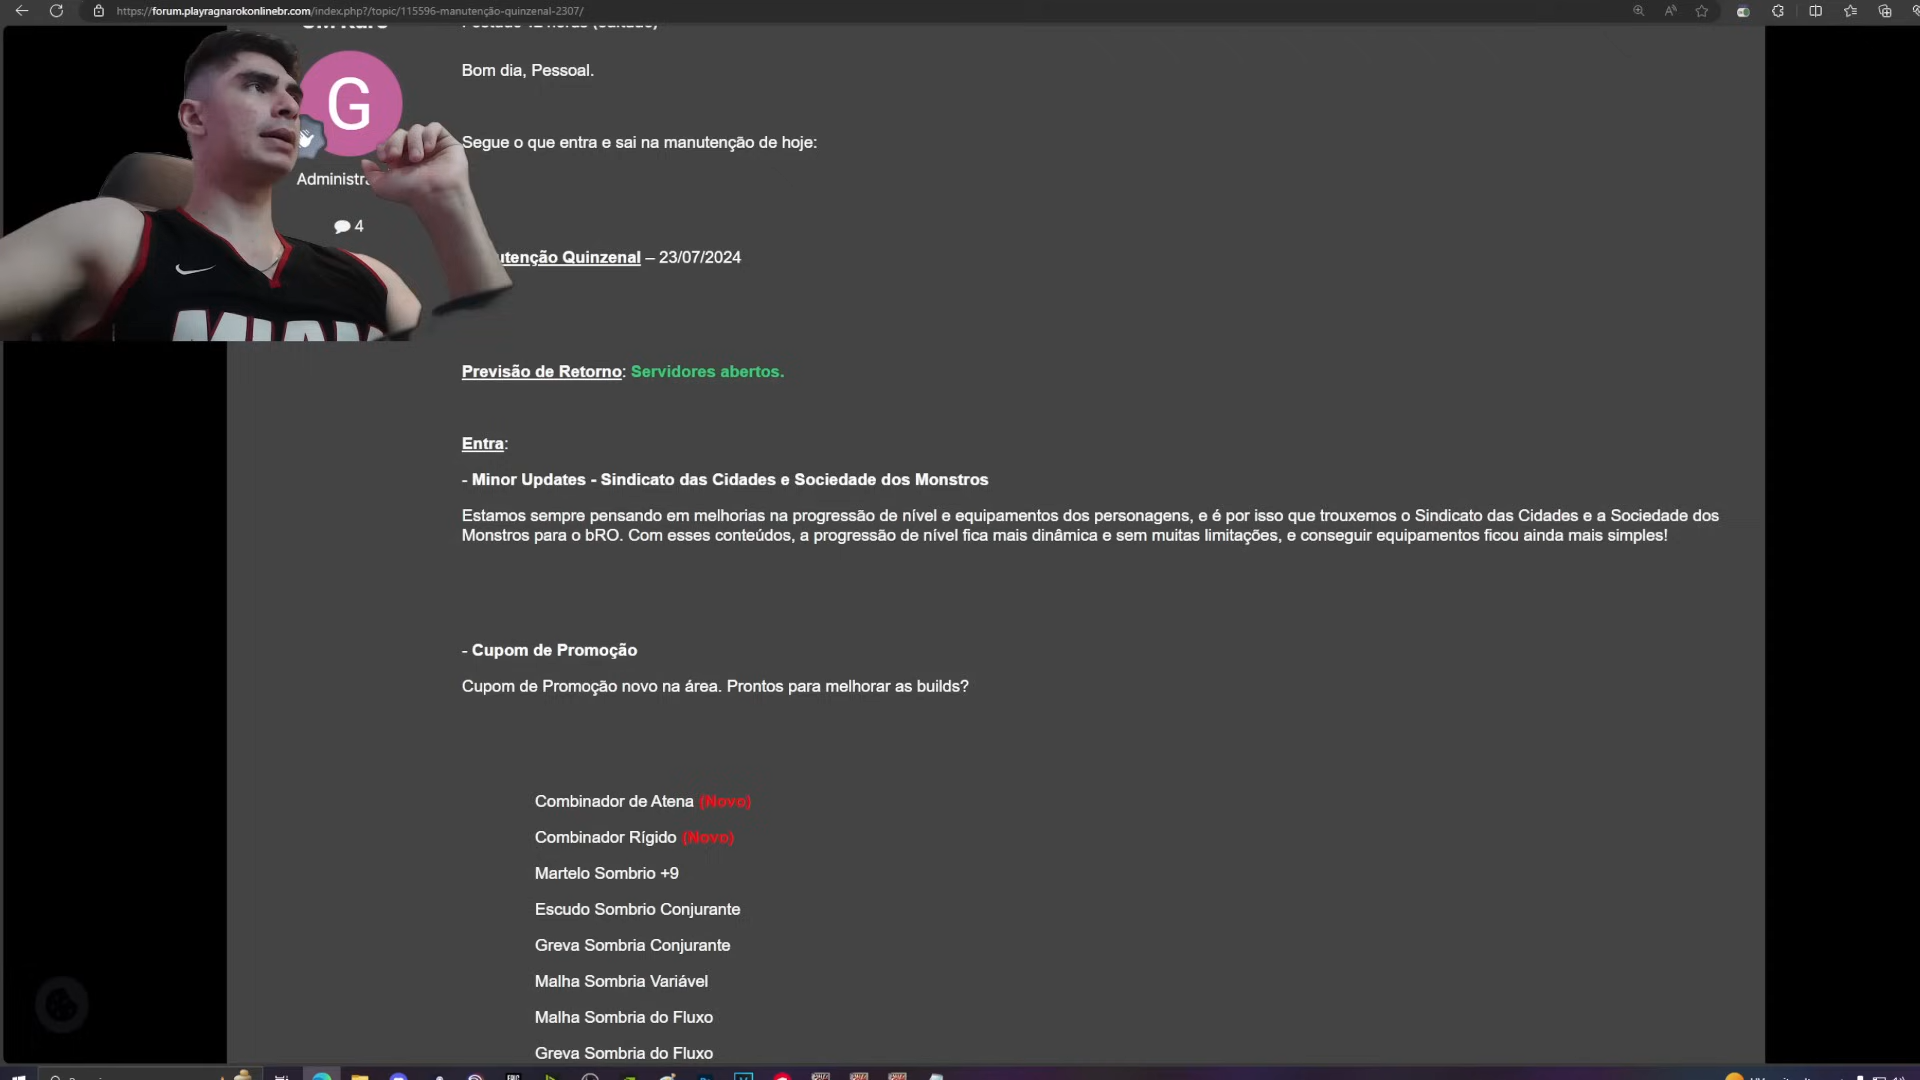 https://forum.playragnarokonlinebr.com/index.php?/topic/115596-manutenção-quinzenal-2307/
Bom dia, Pessoal.
G
Segue o que entra e sai na manutenção de hoje:
Administra
4
utenção Quinzenal – 23/07/2024
MIAMI
Previsão de Retorno: Servidores abertos.
Entra:
- Minor Updates - Sindicato das Cidades e Sociedade dos Monstros
Estamos sempre pensando em melhorias na progressão de nível e equipamentos dos personagens, e é por isso que trouxemos o Sindicato das Cidades e a Sociedade dos
Monstros para o bRO. Com esses conteúdos, a progressão de nível fica mais dinâmica e sem muitas limitações, e conseguir equipamentos ficou ainda mais simples!
- Cupom de Promoção
Cupom de Promoção novo na área. Prontos para melhorar as builds?
Combinador de Atena (Novo)
Combinador Rígido (Novo)
Martelo Sombrio +9
Escudo Sombrio Conjurante
Greva Sombria Conjurante
Malha Sombria Variável
Malha Sombria do Fluxo
Greva Sombria do Fluxo